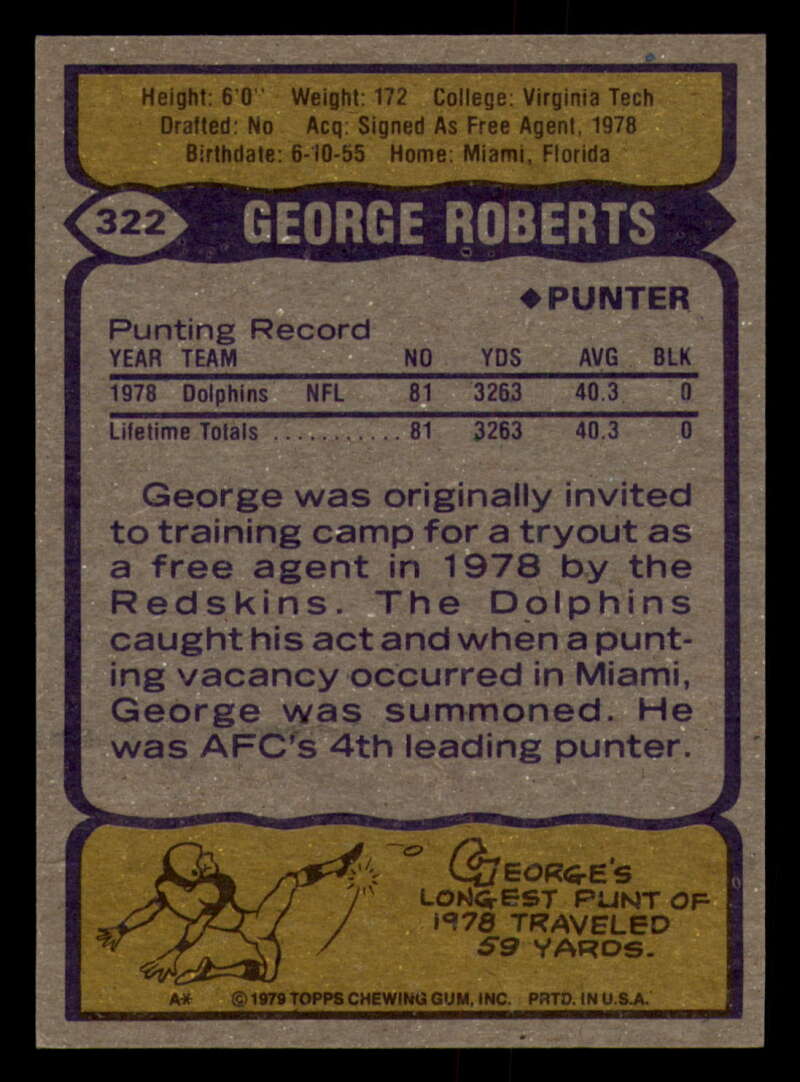 Height: 6'0" Weight: 172 College: Virginia Tech
Drafted: No Acq: Signed As Free Agent, 1978
Birthdate: 6-10-55 Home: Miami, Florida
322 GEORGE ROBERTS
◆PUNTER
Punting Record
YEAR TEAM NO YDS AVG BLK
1978 Dolphins NFL 81 3263 40.3 0
Lifetime Totals ............ 81 3263 40.3 0
George was originally invited
to training camp for a tryout as
a free agent in 1978 by the
Redskins. The Dolphins
caught his act and when a punt-
ing vacancy occurred in Miami,
George was summoned. He
was AFC's 4th leading punter.
GEORGE'S
LONGEST PUNT OF
1978 TRAVELED
59 YARDS.
A* © 1979 TOPPS CHEWING GUM, INC. PRTD. IN U.S.A.